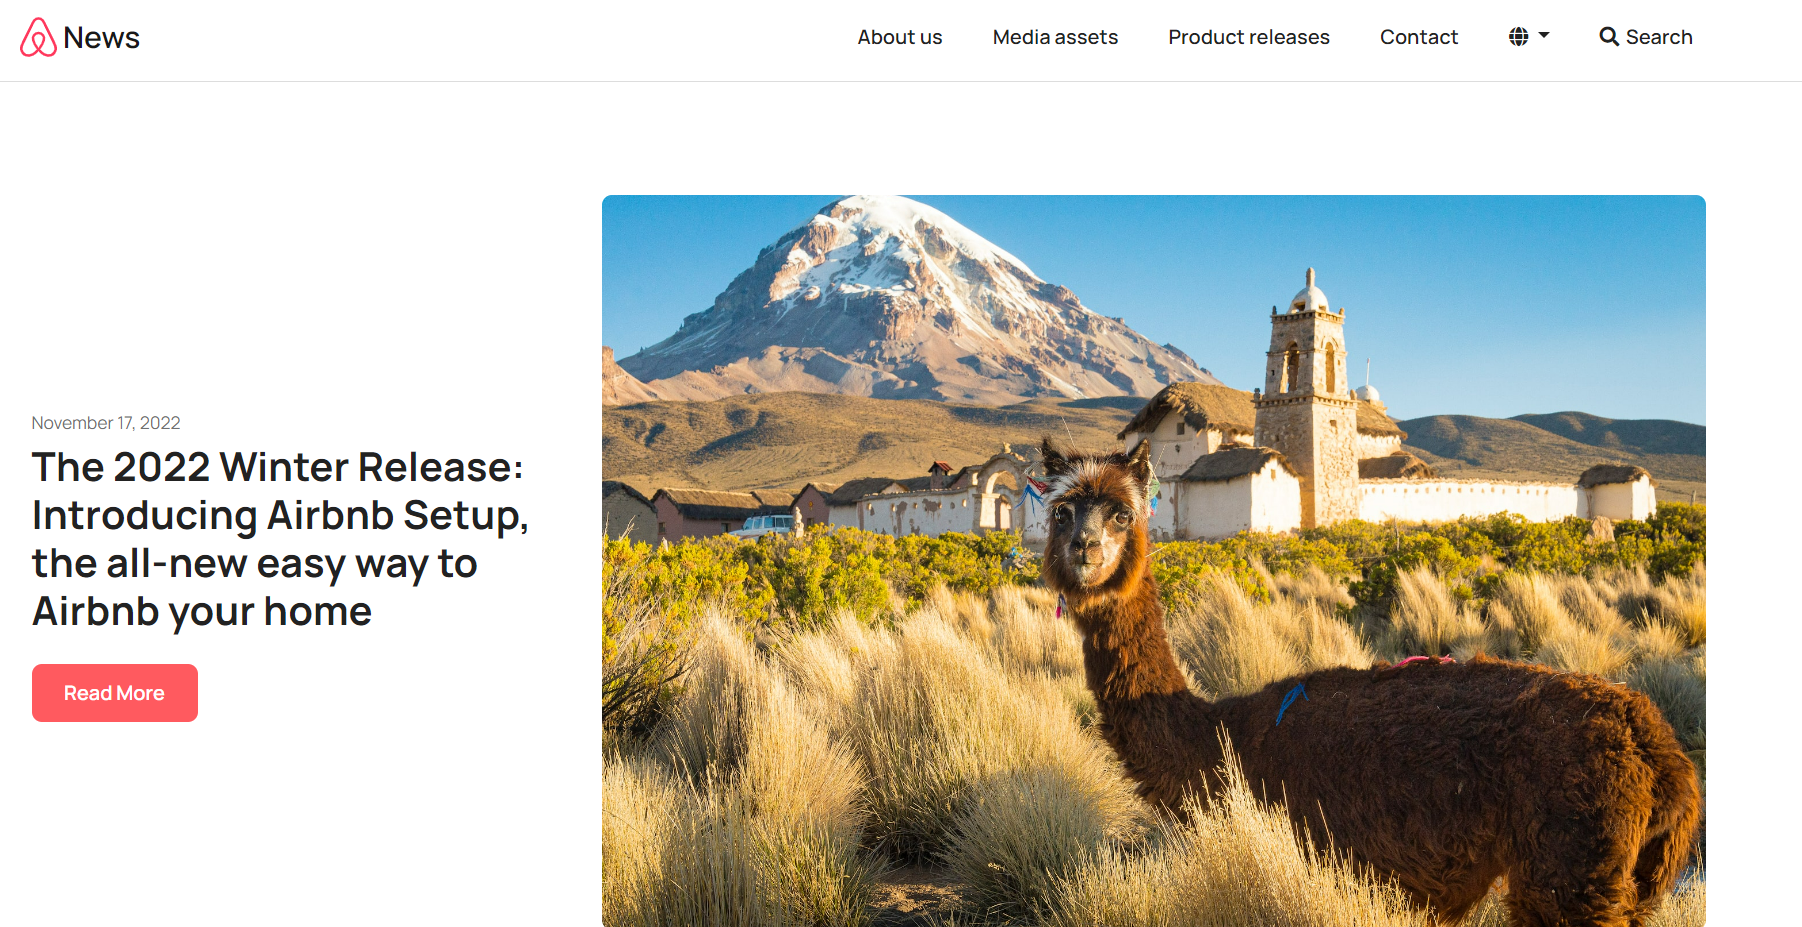 News
About us
Media assets
Product releases
Contact
Search
November 17, 2022
The 2022 Winter Release:
Introducing Airbnb Setup,
the all-new easy way to
Airbnb your home
Read More